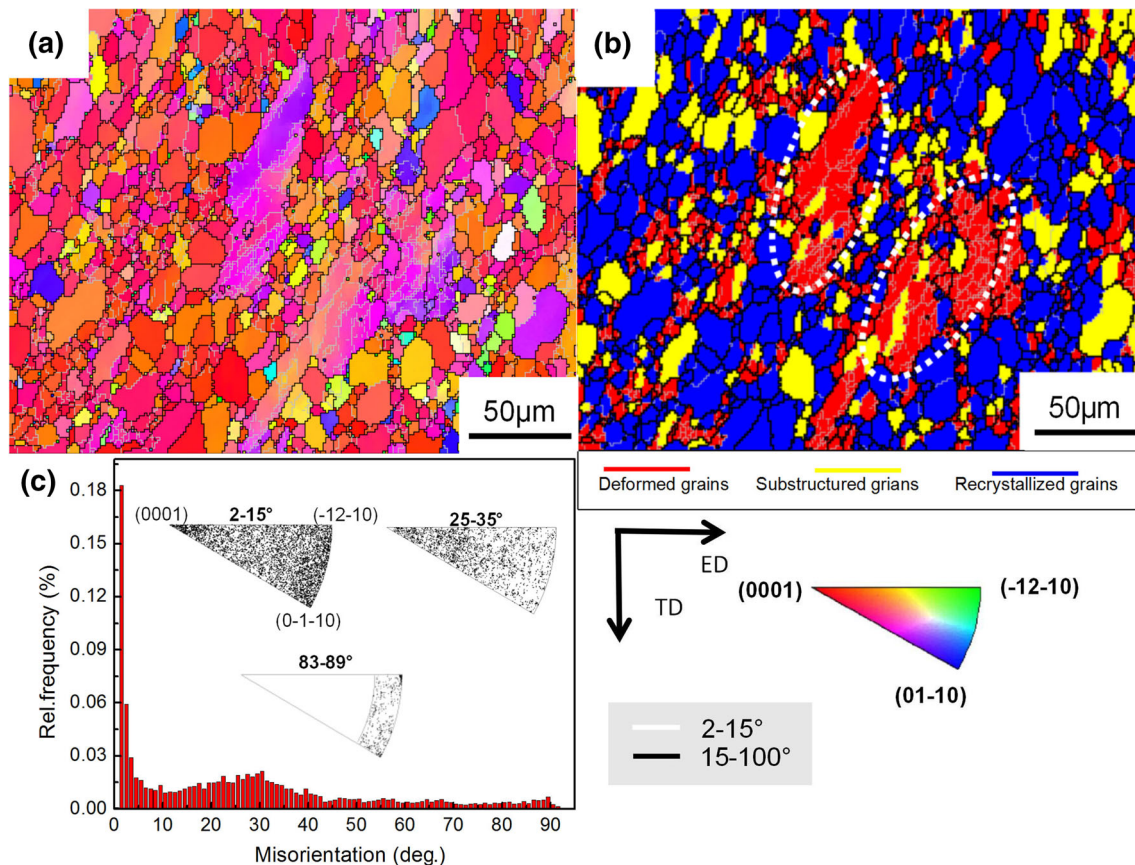 (a)
50µm
(b)
50µm
Deformed grains Substructured grians Recrystallized grains
(c)
Rel.frequency (%)
0.18
0.15
0.12
0.09
0.06
0.03
0.00
0 10 20 30 40 50 60 70 80 90
Misorientation (deg.)
(0001) 2-15° (-12-10)
(0-1-10)
25-35°
83-89°
ED
TD
(0001) (-12-10)
(01-10)
2-15°
15-100°